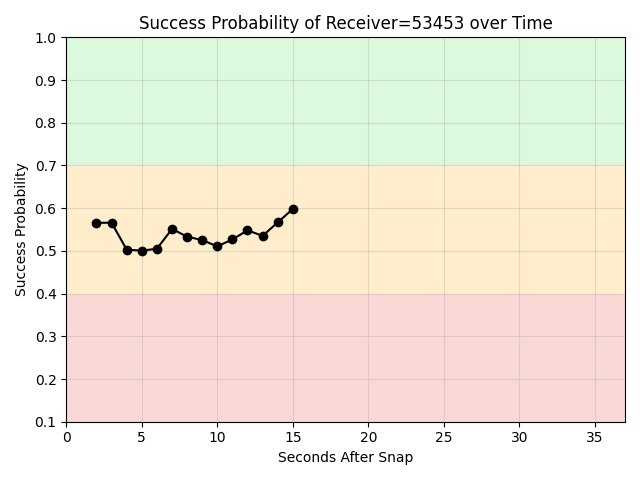 Success Probability of Receiver=53453 over Time
1.0
0.9
0.8
0.7
0.6
0.5
0.4
0.3
0.2
0.1
Success Probability
0 5 10 15 20 25 30 35
Seconds After Snap